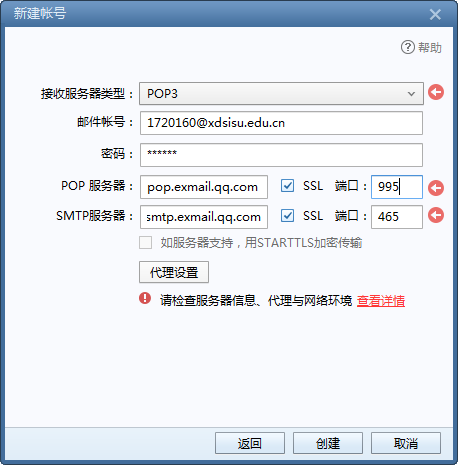 新建帐号
帮助
接收服务器类型：POP3
邮件帐号：1720160@xdsisu.edu.cn
密码：******
POP 服务器：pop.exmail.qq.com SSL 端口：995
SMTP服务器：smtp.exmail.qq.com SSL 端口：465
如服务器支持，用STARTTLS加密传输
代理设置
请检查服务器信息、代理与网络环境 查看详情
返回 创建 取消